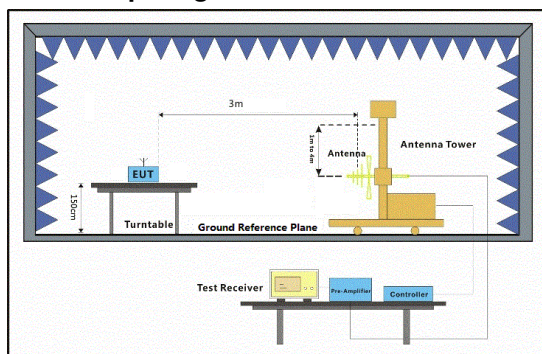 3m
1m to 4m
Antenna
Antenna Tower
EUT
150cm
Turntable
Ground Reference Plane
Test Receiver
Pre-Amplifier
Controller